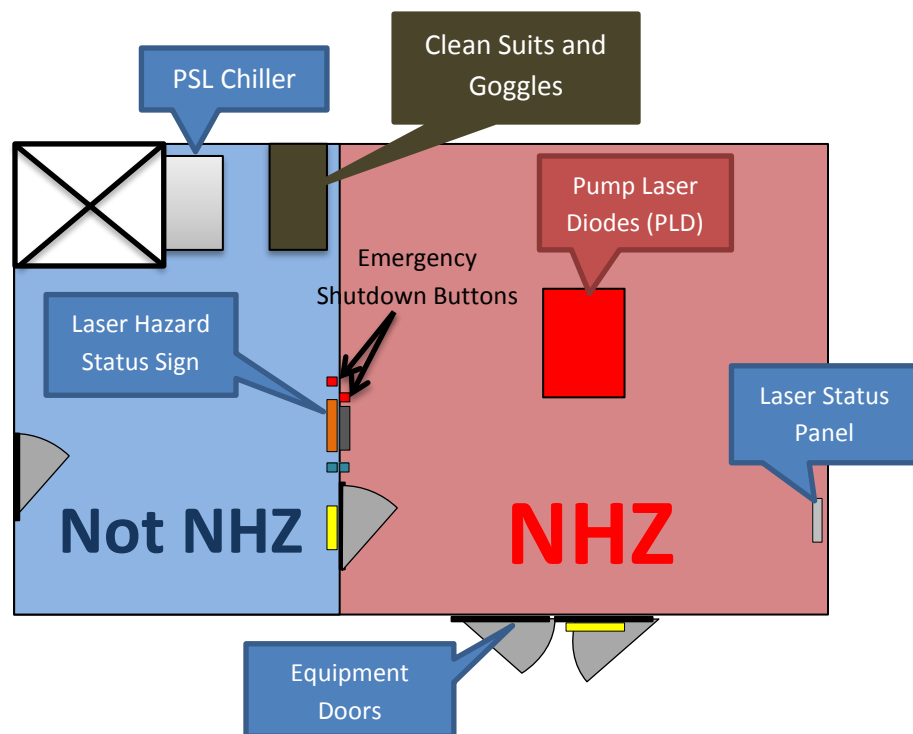 Clean Suits and
Goggles
PSL Chiller
Pump Laser
Diodes (PLD)
Emergency
Shutdown Buttons
Laser Hazard
Status Sign
Laser Status
Panel
Not NHZ
NHZ
Equipment
Doors